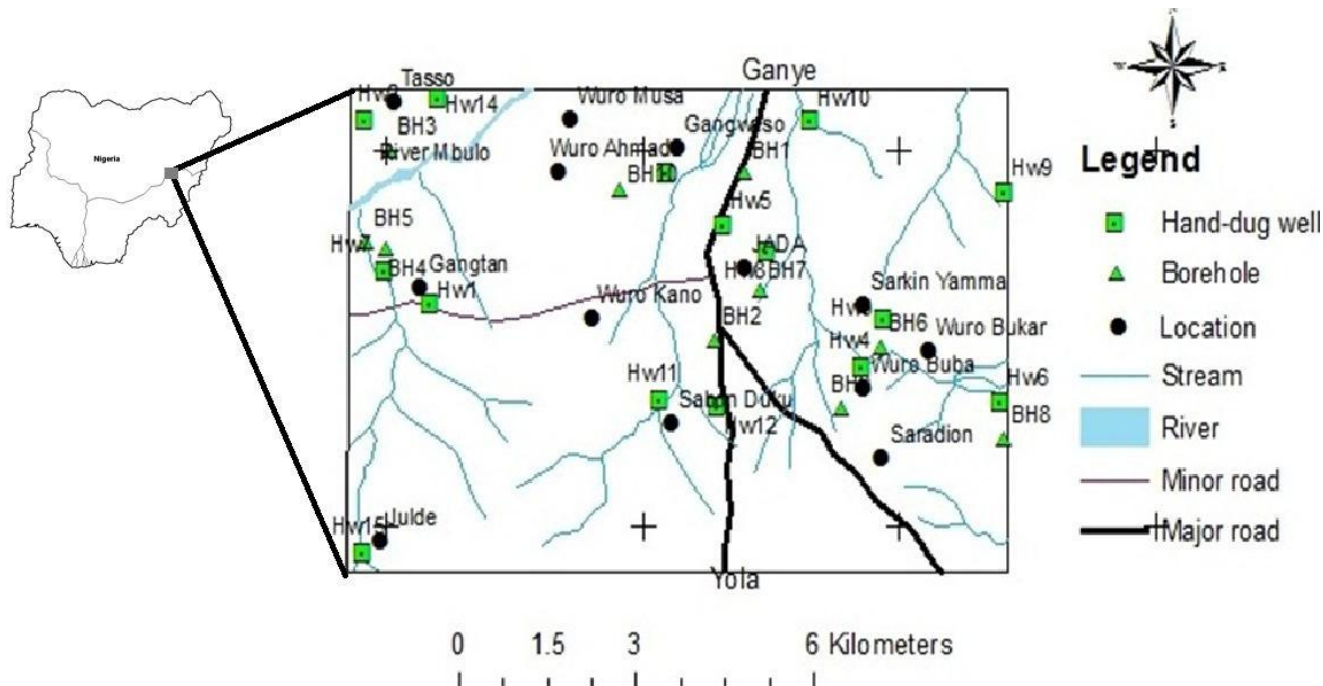 Ganye
Tasso
Wuro Musa
Hw14
Hw10
BH3
Gangwaso
River Mbulo
Wuro Ahmadu
BH1
Nigeria
Legend
BH10
Hw9
Hw5
Hand-dug well
BH5
Hw7
JADA
BH4
Gangtan
Hw8
BH7
Borehole
Hw1
Wuro Kano
Sarkin Yamma
BH2
BH6
Wuro Bukar
Location
Hw4
Wuro Buba
Hw11
Hw6
Stream
Sabon Duku
BH8
Hw12
Saradion
River
Minor road
Hw15
Julde
Major road
Yola
0 1.5 3 6 Kilometers